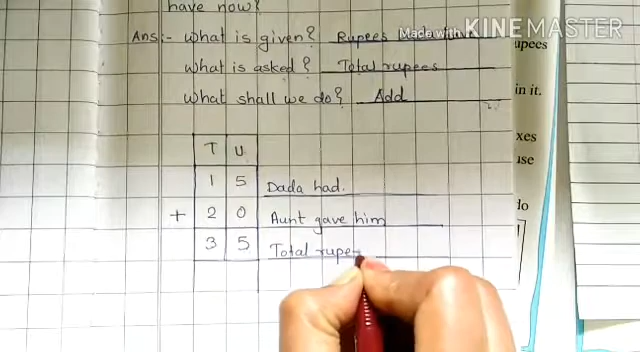 have now?
Ans:- What is given? Rupees
Made with KINEMASTER
What is asked? Total rupees
What shall we do? Add
T U
1 5 Dada had.
+ 2 0 Aunt gave him
3 5 Total rupe
upees
in it.
xes
use
do